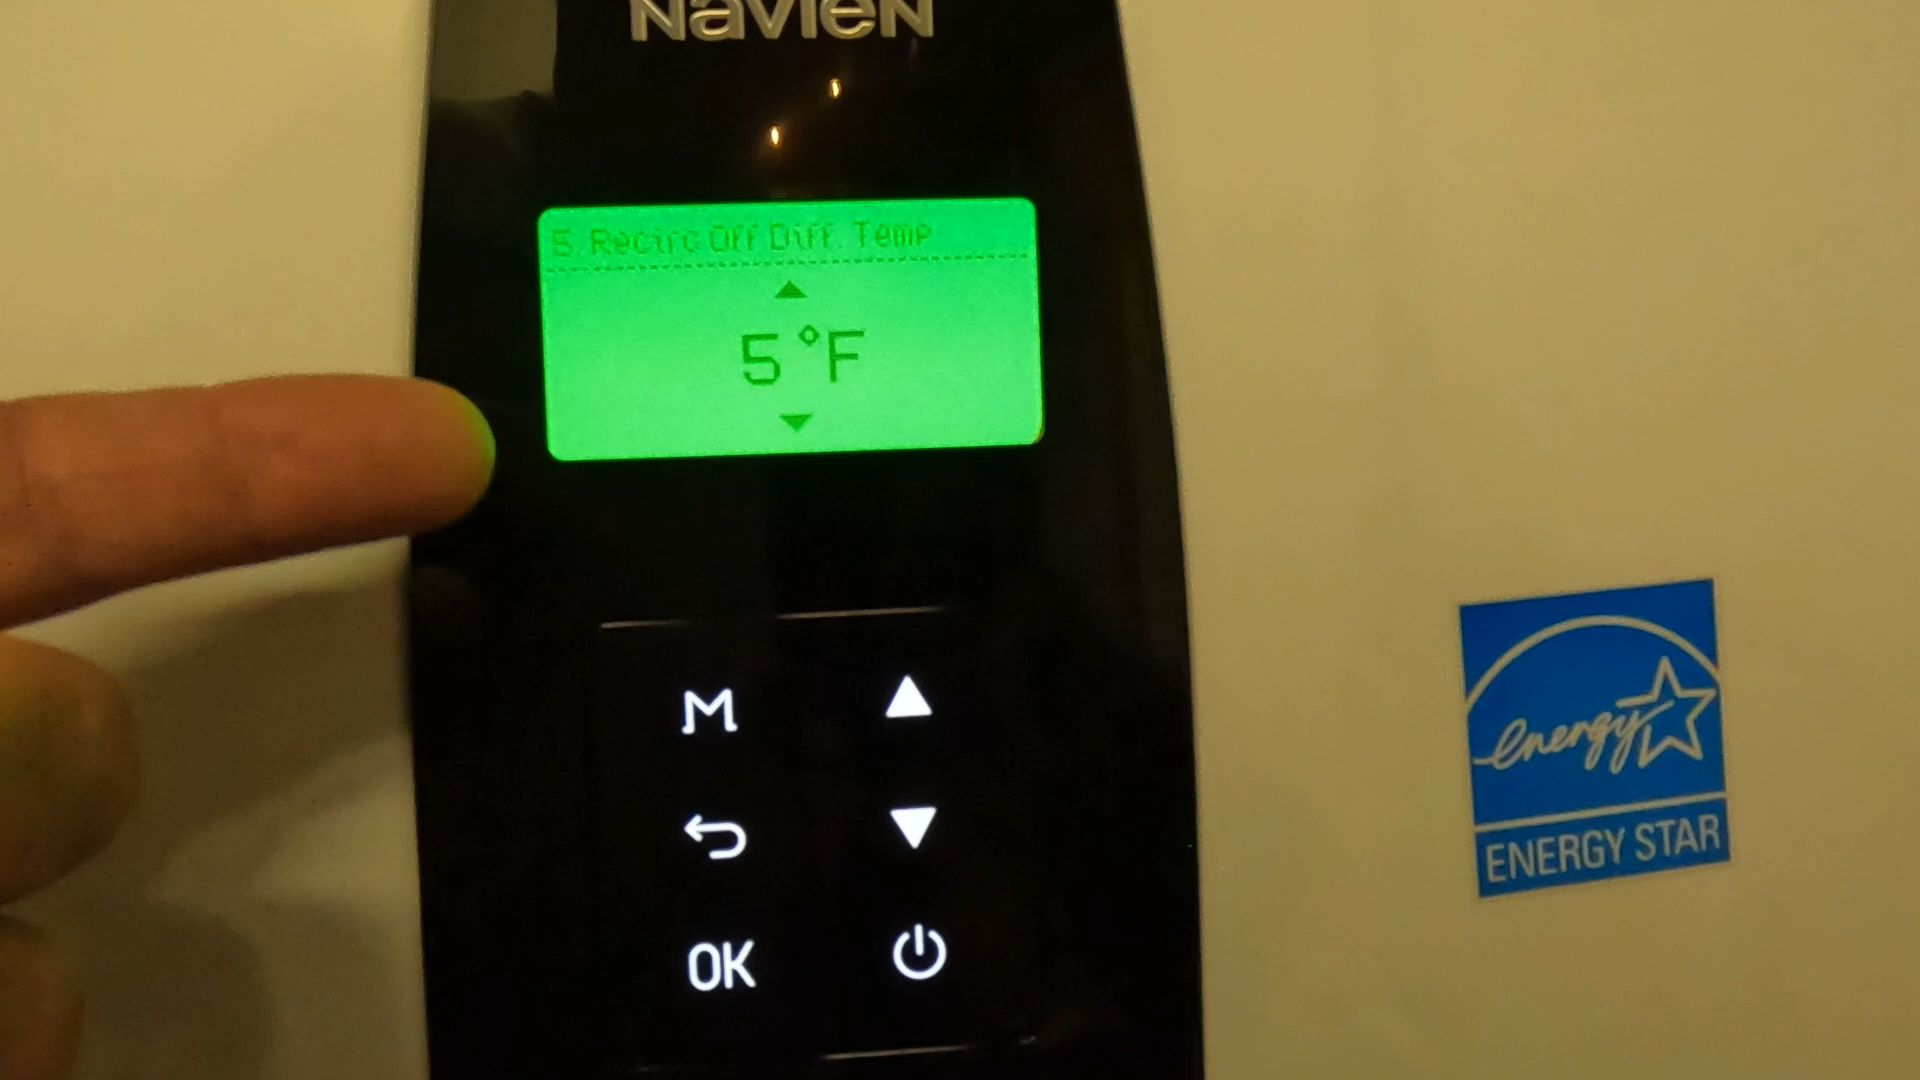 NAVIEN
5. Recirc Off Diff. Temp
5°F
M
OK
energy
ENERGY STAR